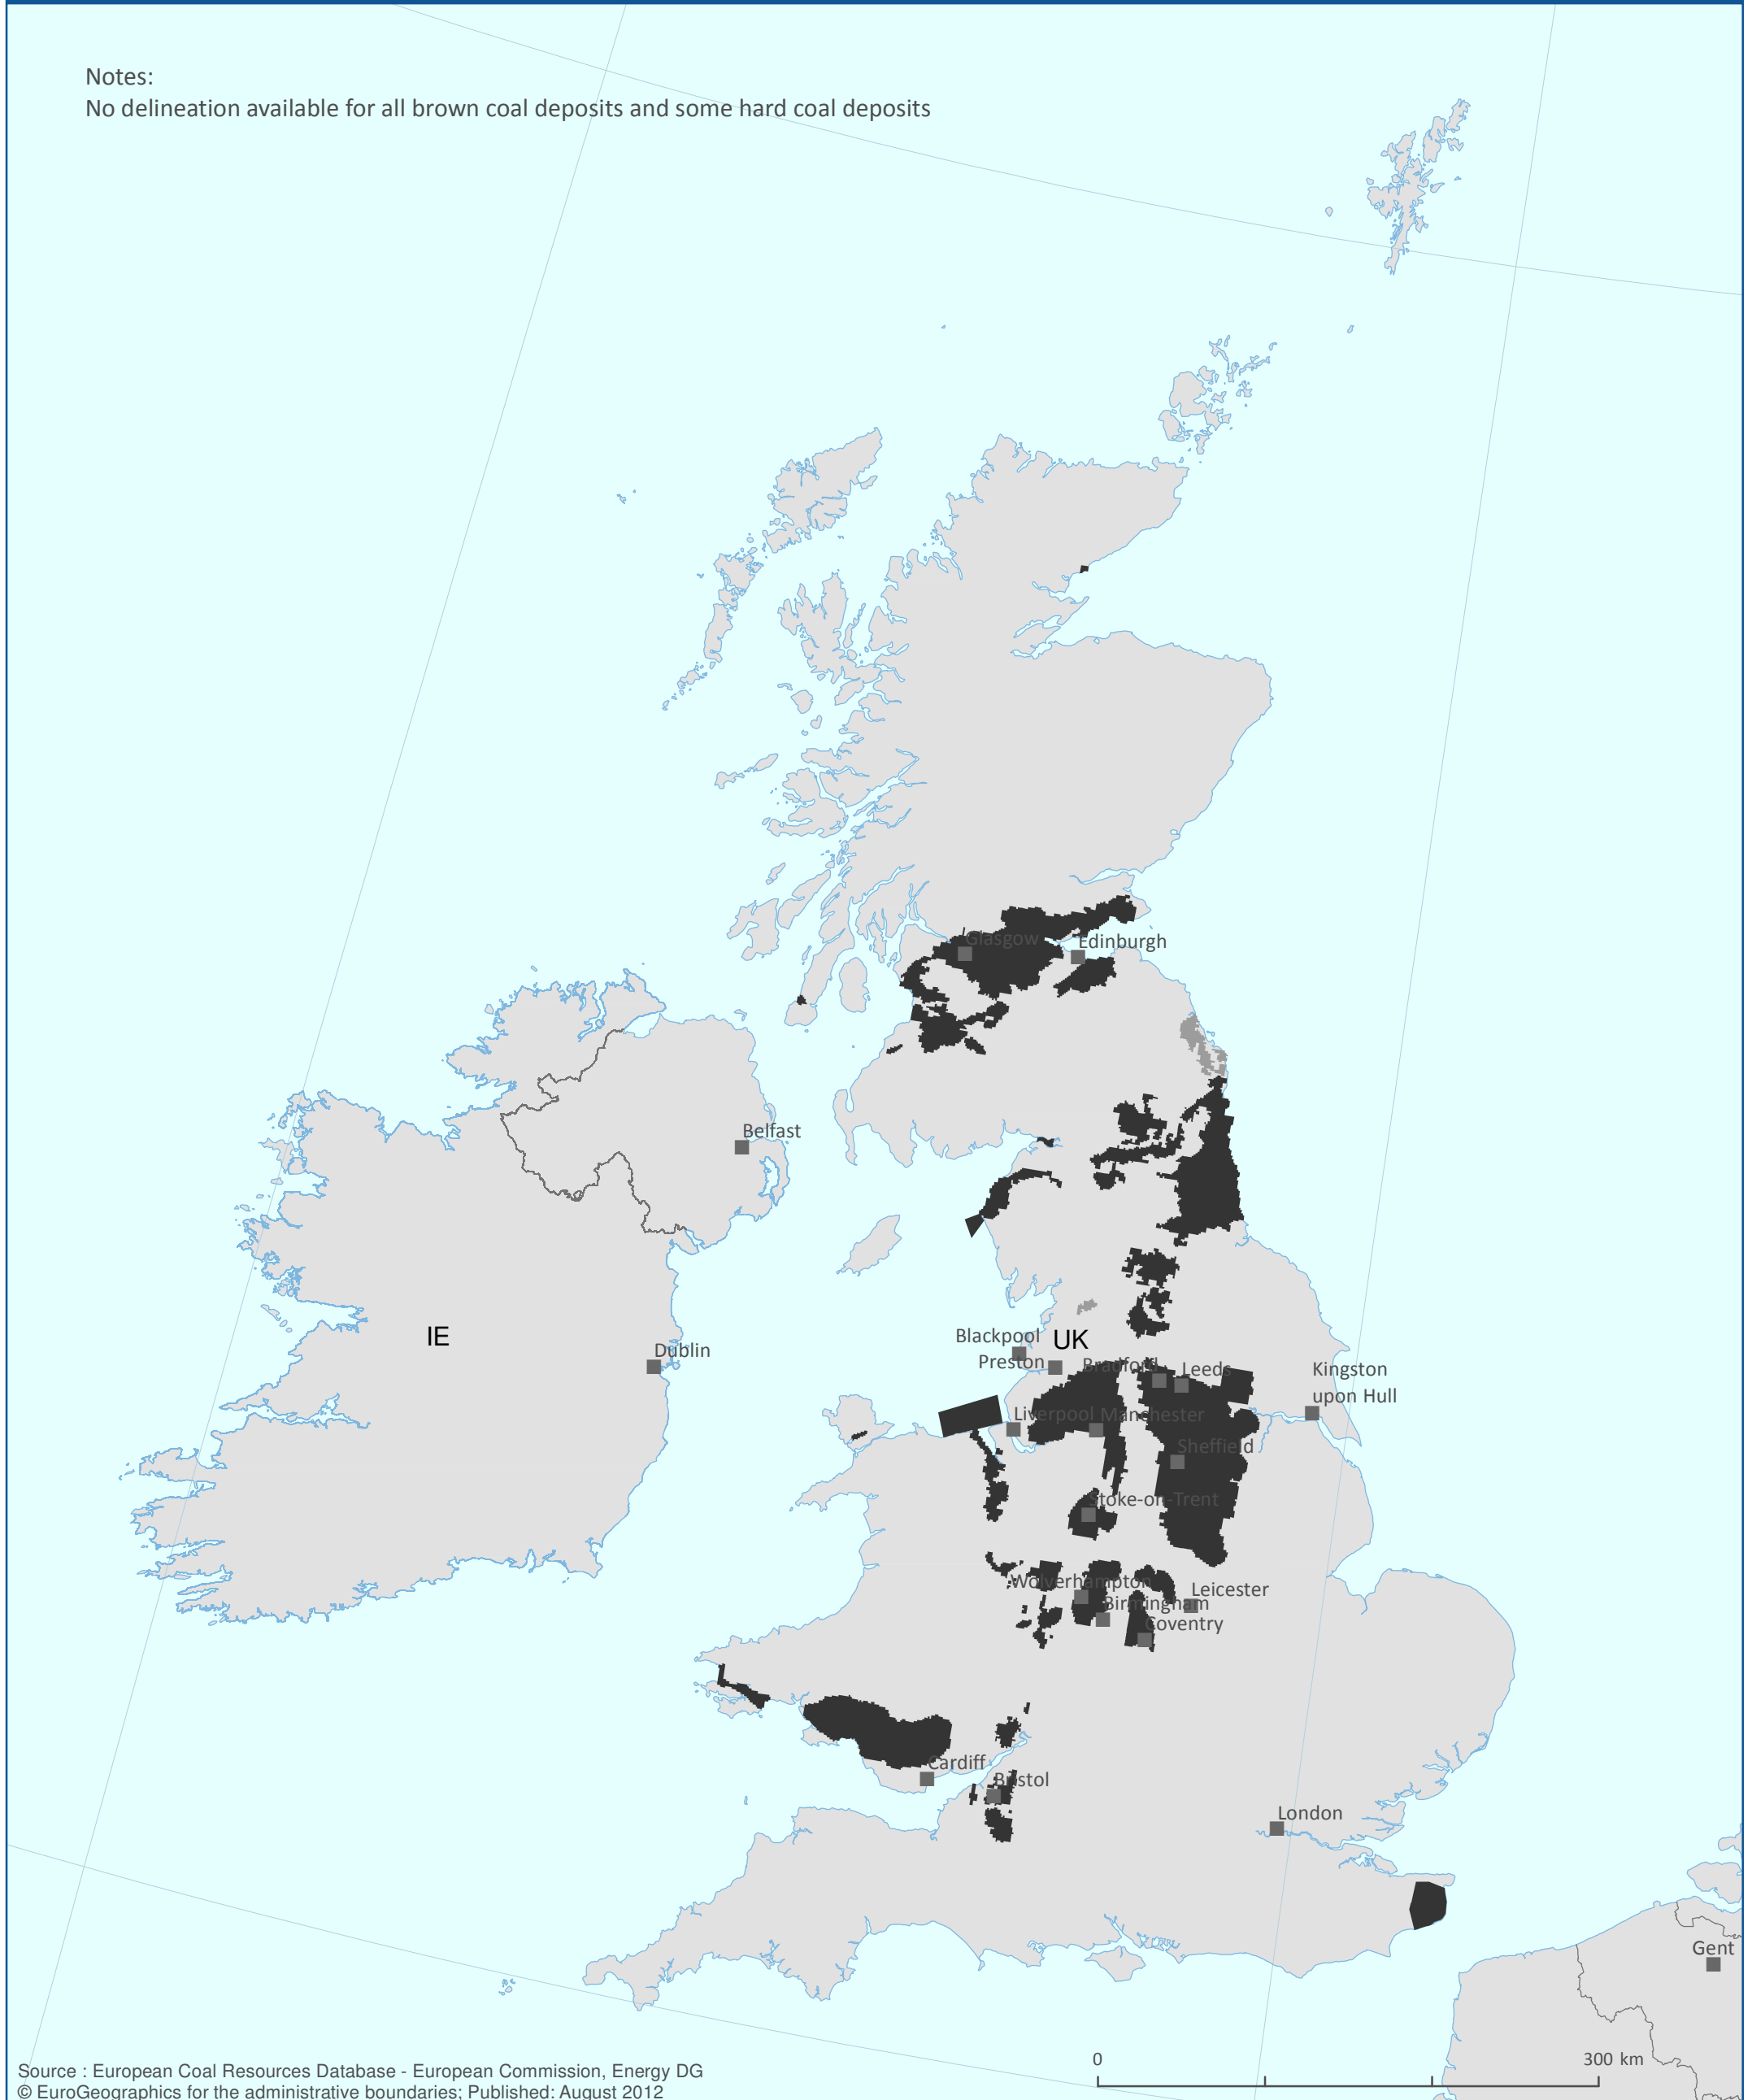 Notes:
No delineation available for all brown coal deposits and some hard coal deposits
Glasgow
Edinburgh
Belfast
IE
Dublin
Blackpool
UK
Preston
Bradford
Leeds
Kingston
upon Hull
Liverpool
Manchester
Sheffield
Stoke-on-Trent
Wolverhampton
Leicester
Birmingham
Coventry
Cardiff
Bristol
London
Gent
0
300 km
Source : European Coal Resources Database - European Commission, Energy DG
© EuroGeographics for the administrative boundaries; Published: August 2012